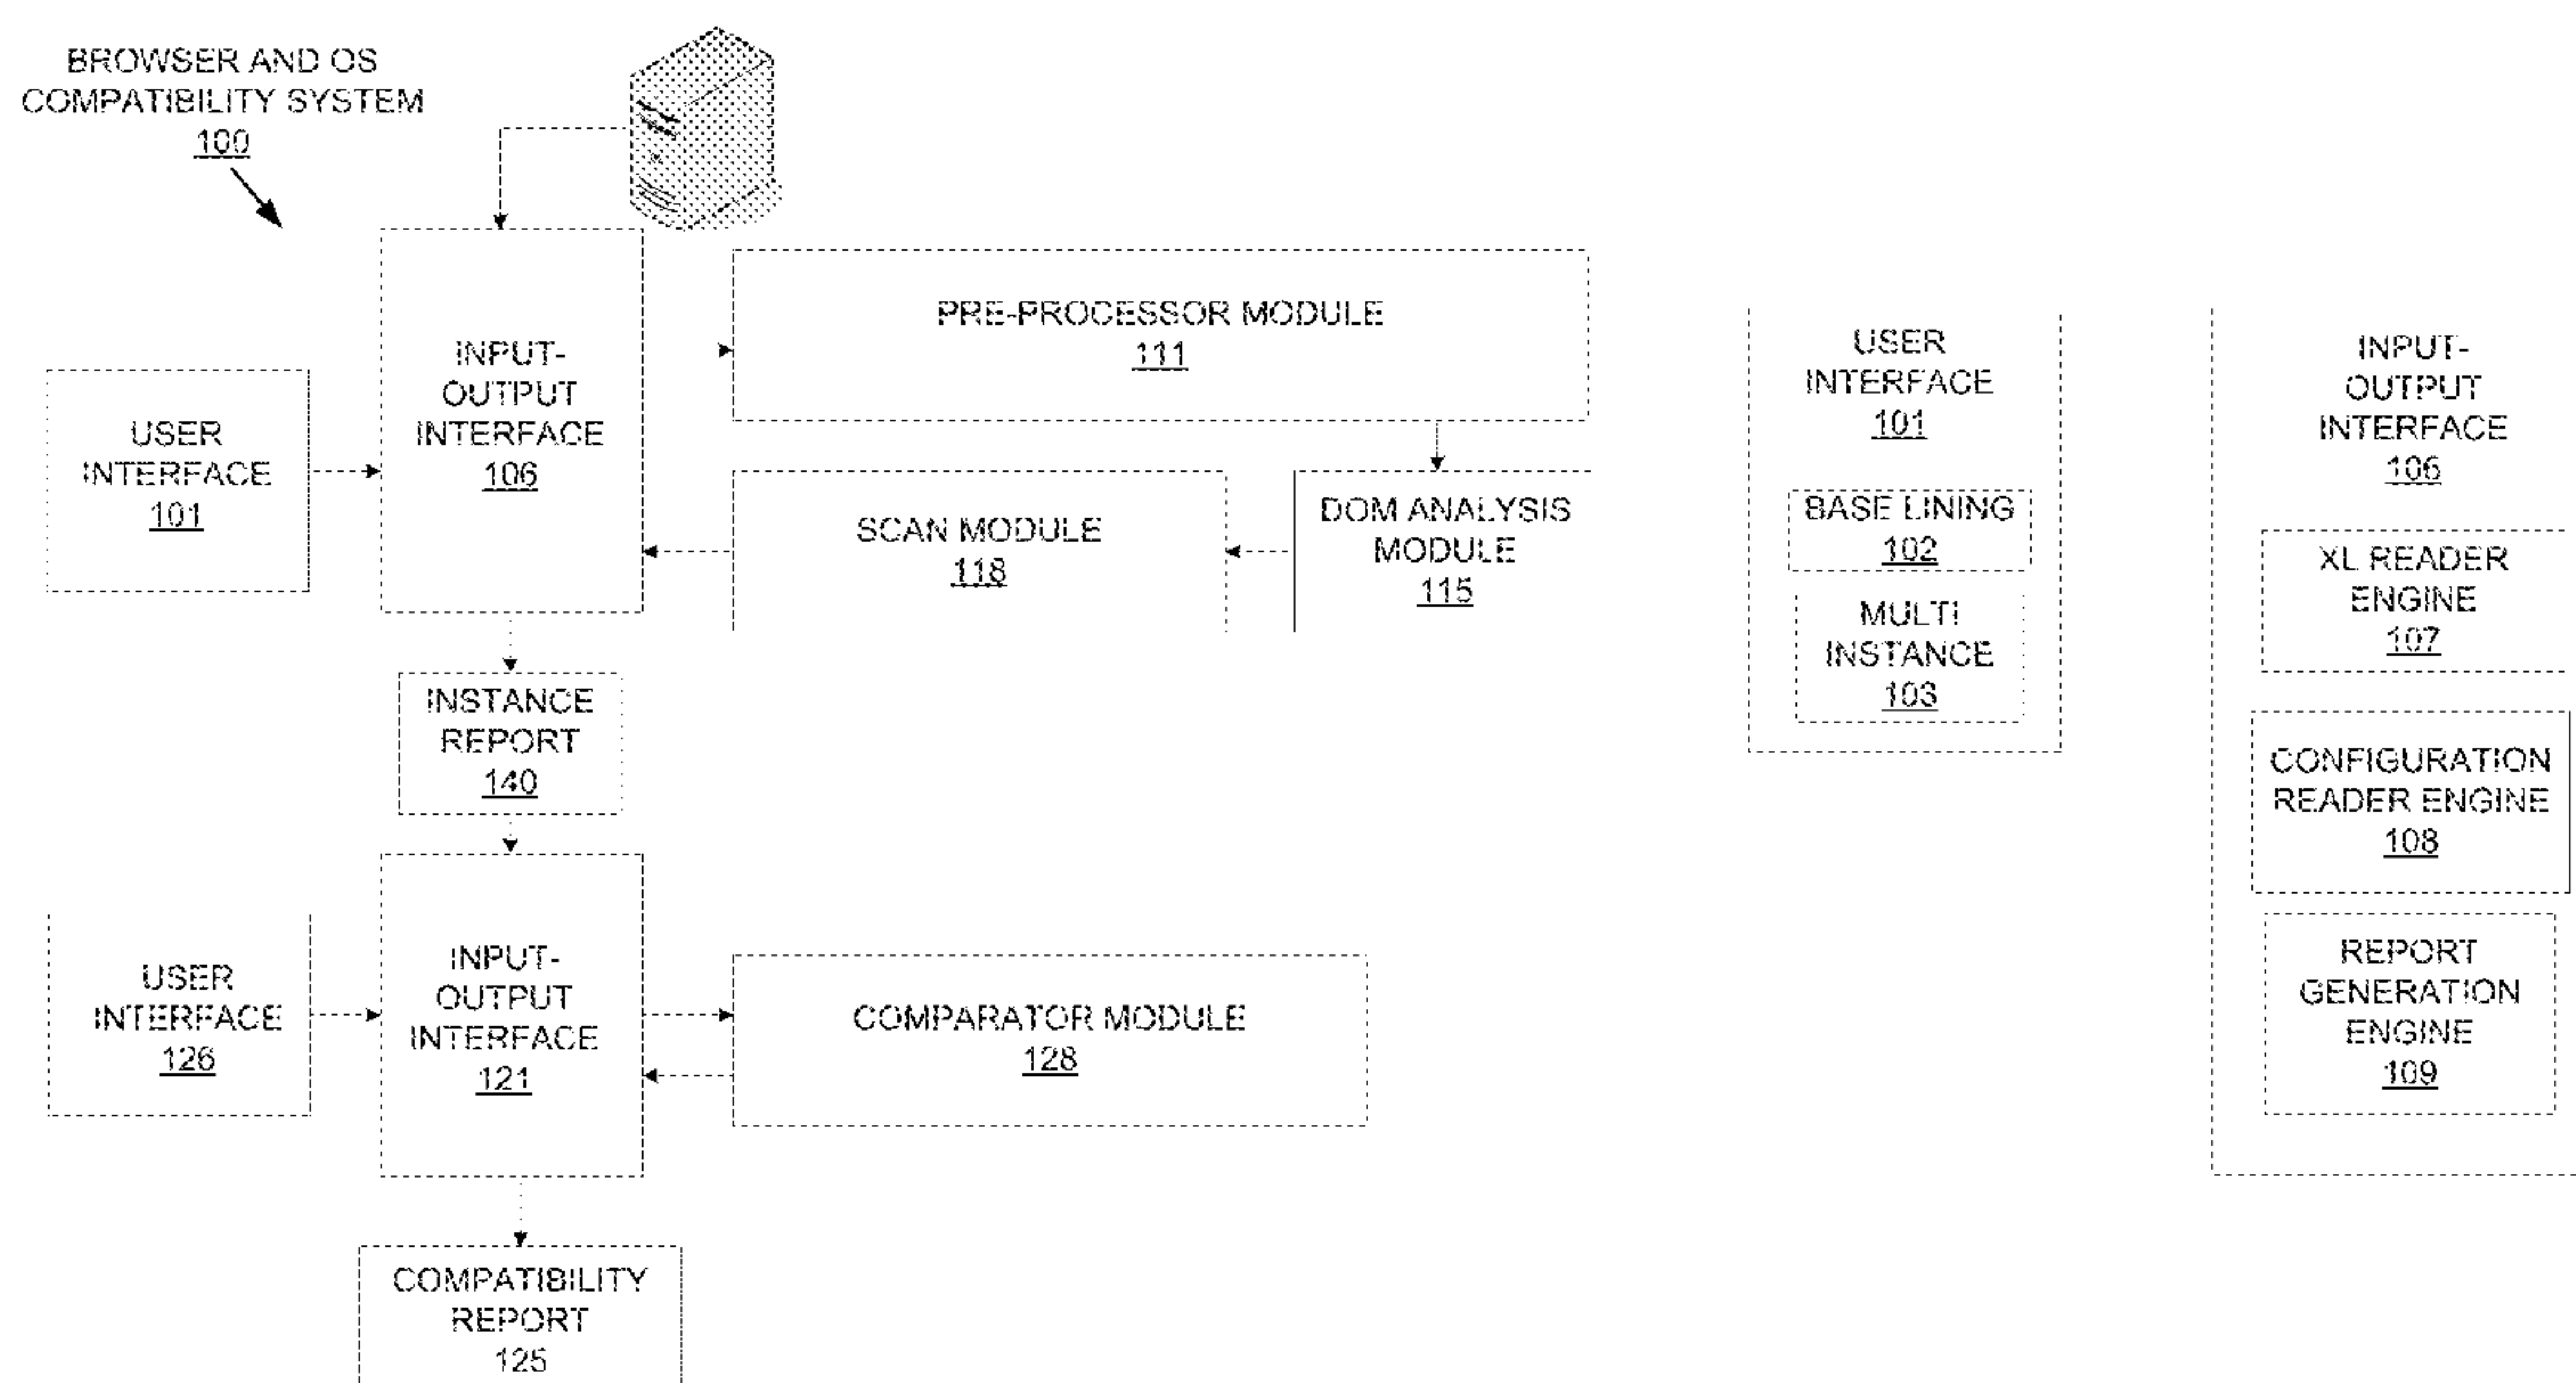 BROWSER AND OS
COMPATIBILITY SYSTEM
100
INPUT-
OUTPUT
INTERFACE
106
PRE-PROCESSOR MODULE
111
USER
INTERFACE
101
SCAN MODULE
118
DOM ANALYSIS
MODULE
115
INSTANCE
REPORT
140
USER
INTERFACE
126
INPUT-
OUTPUT
INTERFACE
121
COMPARATOR MODULE
128
COMPATIBILITY
REPORT
125
USER
INTERFACE
101
BASE LINING
102
MULTI
INSTANCE
103
INPUT-
OUTPUT
INTERFACE
106
XL READER
ENGINE
107
CONFIGURATION
READER ENGINE
108
REPORT
GENERATION
ENGINE
109